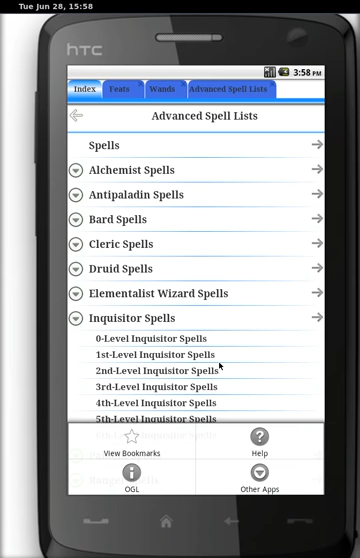 Tue Jun 28, 15:58
hTC
3:58 PM
Index
Feats
Wands
Advanced Spell Lists
Advanced Spell Lists
Spells
Alchemist Spells
Antipaladin Spells
Bard Spells
Cleric Spells
Druid Spells
Elementalist Wizard Spells
Inquisitor Spells
0-Level Inquisitor Spells
1st-Level Inquisitor Spells
2nd-Level Inquisitor Spells
3rd-Level Inquisitor Spells
4th-Level Inquisitor Spells
5th-Level Inquisitor Spells
View Bookmarks
Help
OGL
Other Apps